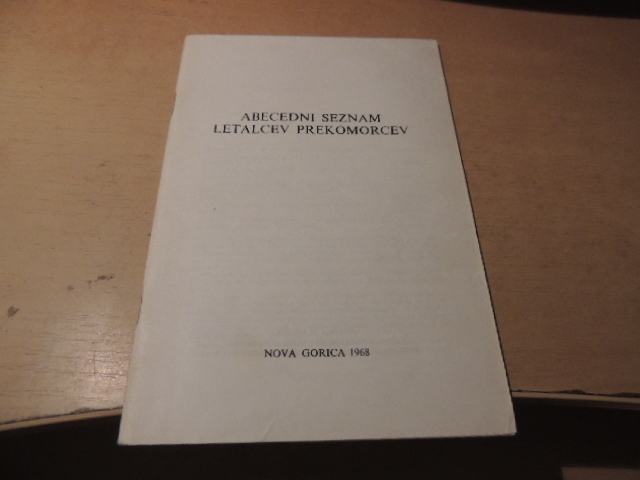 ABECEDNI SEZNAM
LETALCEV PREKOMORCEV
NOVA GORICA 1968